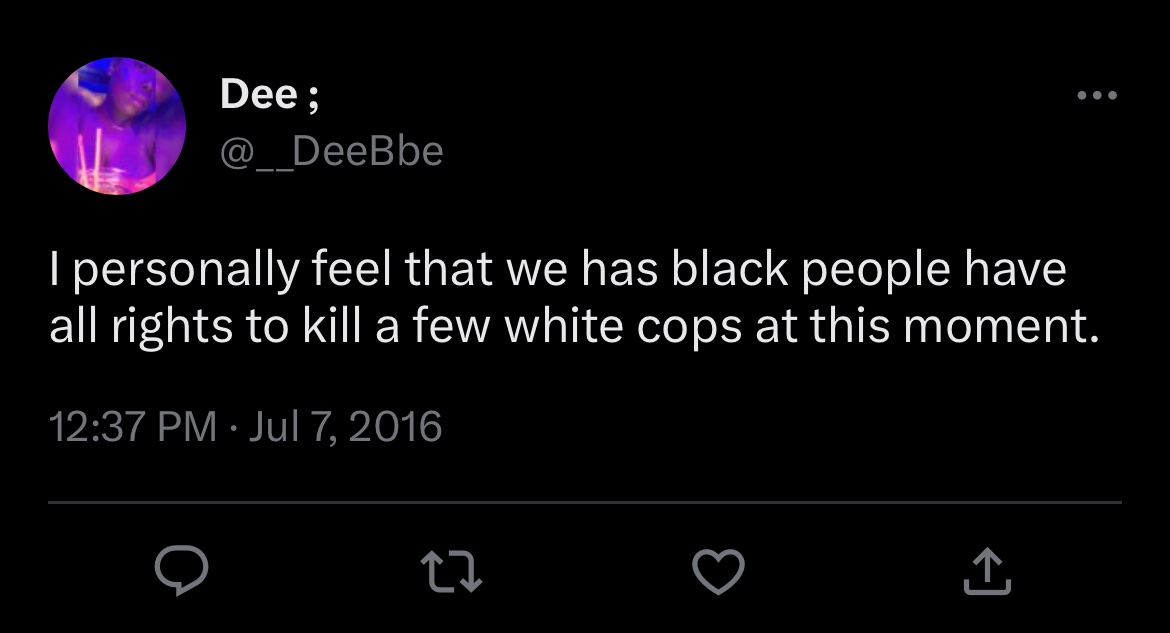 Dee ;
@__DeeBbe
I personally feel that we has black people have
all rights to kill a few white cops at this moment.
12:37 PM · Jul 7, 2016